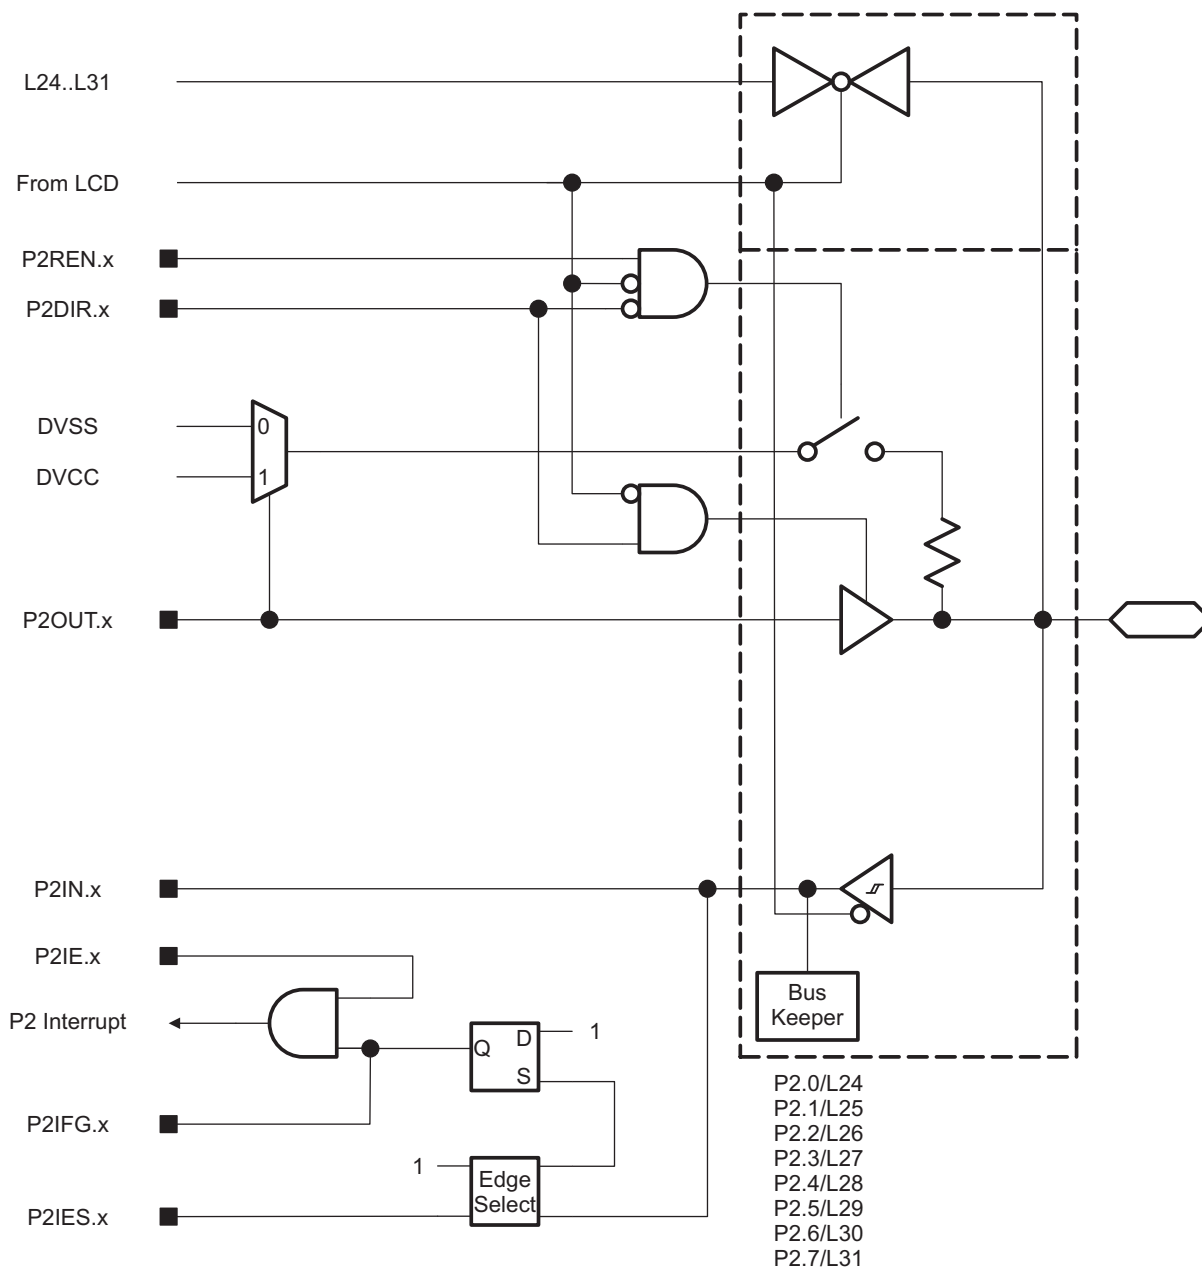 L24..L31
From LCD
P2REN.x
P2DIR.x
DVSS
0
DVCC
1
P2OUT.x
P2IN.x
P2IE.x
Bus
Keeper
P2 Interrupt
Q
D
1
S
P2.0/L24
P2.1/L25
P2.2/L26
P2.3/L27
P2.4/L28
P2.5/L29
P2.6/L30
P2.7/L31
P2IFG.x
1
Edge
Select
P2IES.x